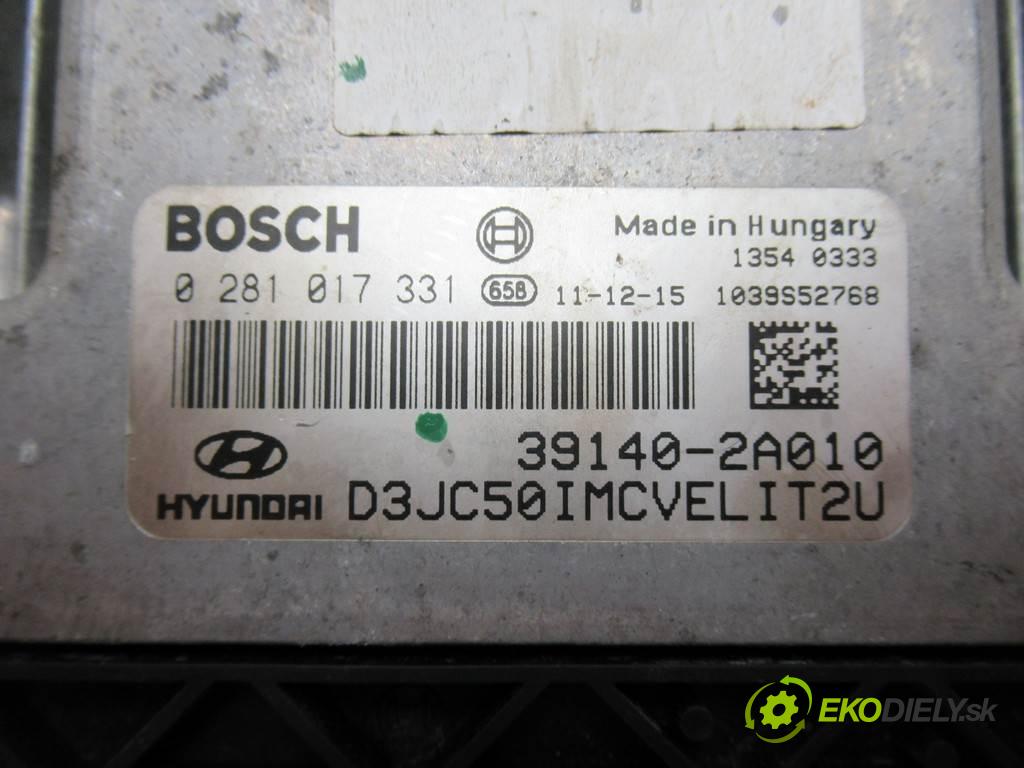 BOSCH
Made in Hungary
1354 0333
0 281 017 331 65B 11-12-15 1039S52768
39140-2A010
HYUNDAI D3JC50IMCVELIT2U
EKODIELY.sk